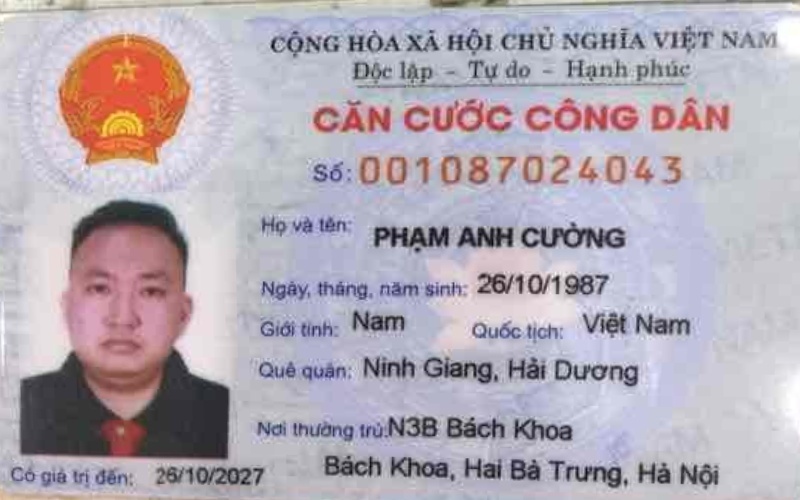 CỘNG HÒA XÃ HỘI CHỦ NGHĨA VIỆT NAM
Độc lập - Tự do - Hạnh phúc
CĂN CƯỚC CÔNG DÂN
Số: 001087024043
Họ và tên: PHẠM ANH CƯỜNG
Ngày, tháng, năm sinh: 26/10/1987
Giới tính: Nam Quốc tịch: Việt Nam
Quê quán: Ninh Giang, Hải Dương
Nơi thường trú: N3B Bách Khoa
Bách Khoa, Hai Bà Trưng, Hà Nội
Có giá trị đến: 26/10/2027